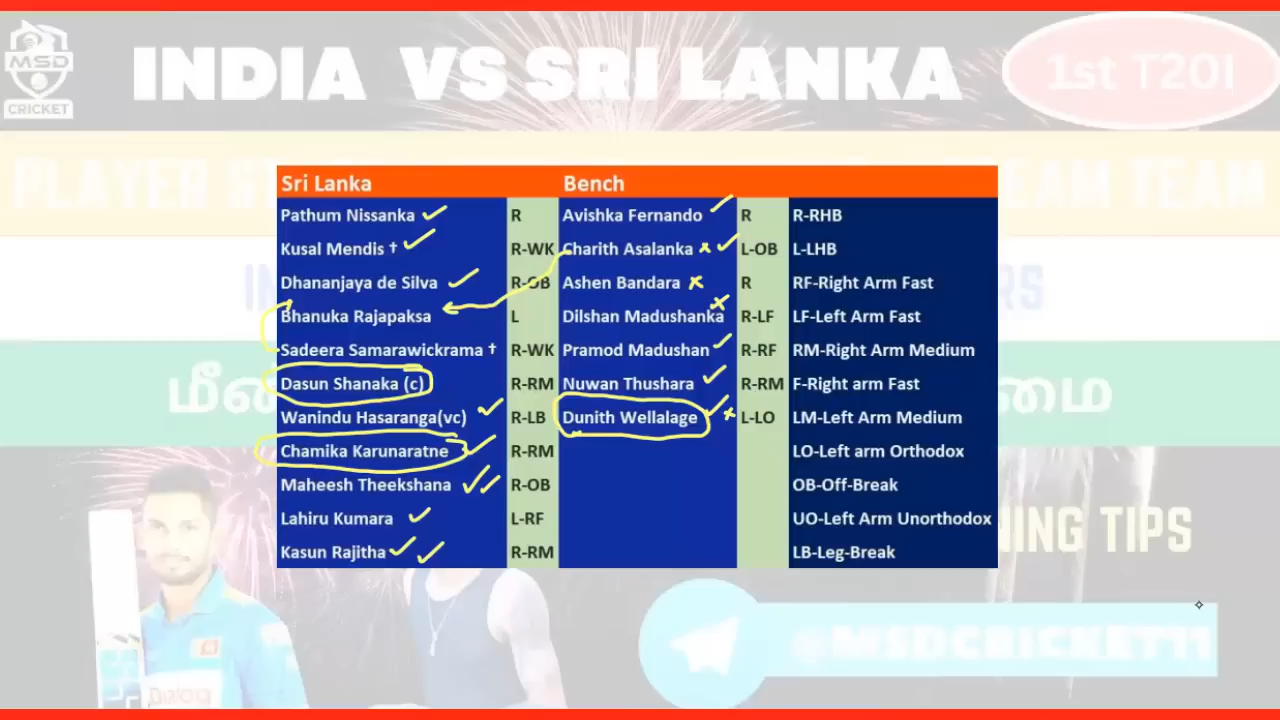 MSD
CRICKET
INDIA VS SRI LANKA
1st T20I
Sri Lanka Bench
Pathum Nissanka R Avishka Fernando R R-RHB
Kusal Mendis † R-WK Charith Asalanka L-OB L-LHB
Dhananjaya de Silva R-OB Ashen Bandara R RF-Right Arm Fast
Bhanuka Rajapaksa L Dilshan Madushanka R-LF LF-Left Arm Fast
Sadeera Samarawickrama † R-WK Pramod Madushan R-RF RM-Right Arm Medium
Dasun Shanaka (c) R-RM Nuwan Thushara R-RM F-Right arm Fast
Wanindu Hasaranga(vc) R-LB Dunith Wellalage L-LO LM-Left Arm Medium
Chamika Karunaratne R-RM LO-Left arm Orthodox
Maheesh Theekshana R-OB OB-Off-Break
Lahiru Kumara L-RF UO-Left Arm Unorthodox
Kasun Rajitha R-RM LB-Leg-Break
PLAYER EAM TEAM
TIPS
@MSDCRICKET11